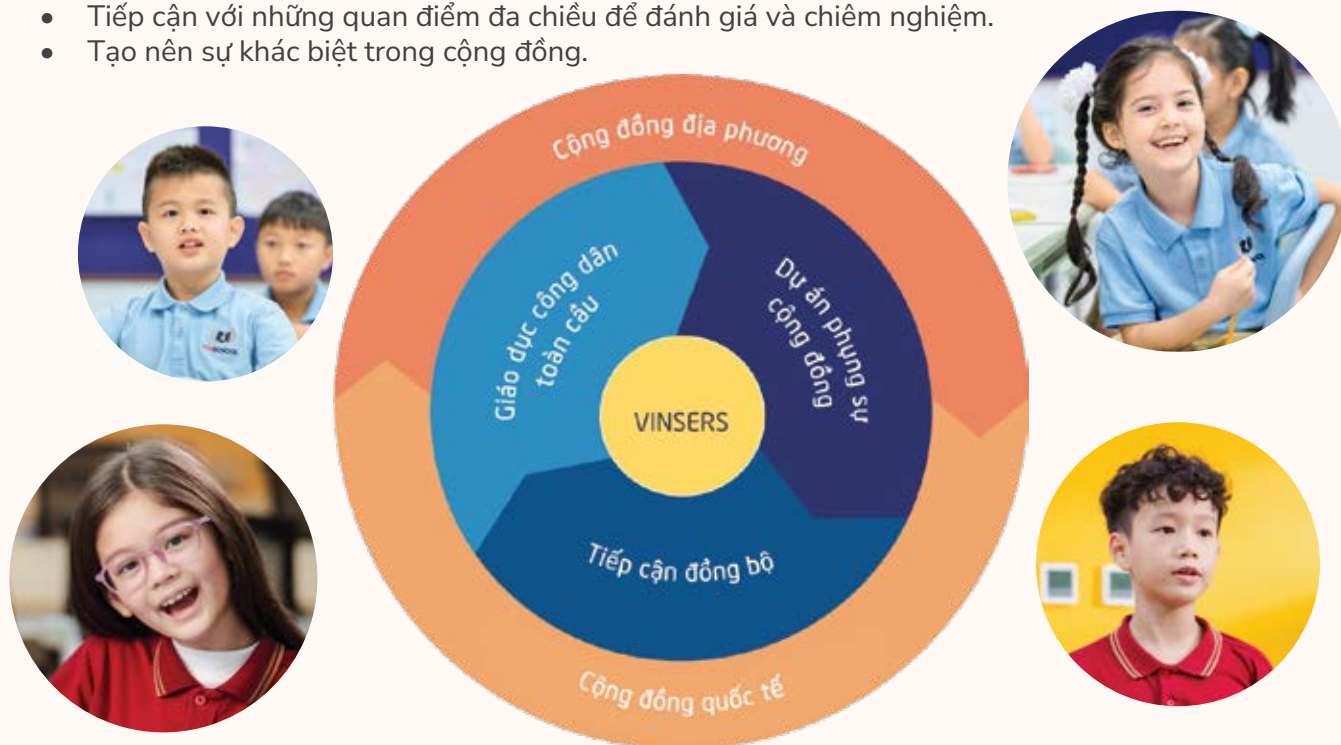 • Tiếp cận với những quan điểm đa chiều để đánh giá và chiêm nghiệm.
• Tạo nên sự khác biệt trong cộng đồng.
Cộng đồng địa phương
Giáo dục công dân
toàn cầu
Dự án phụng sự
cộng đồng
VINSERS
Tiếp cận đồng bộ
Cộng đồng quốc tế